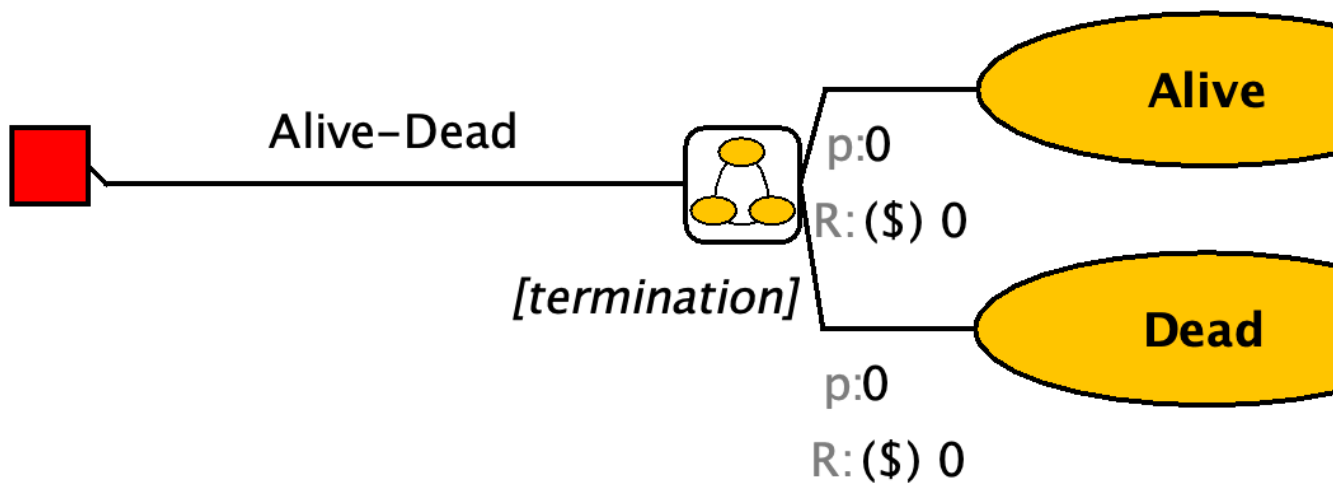 Alive
Alive-Dead
p:0
R: ($) 0
[termination]
Dead
p:0
R: ($) 0